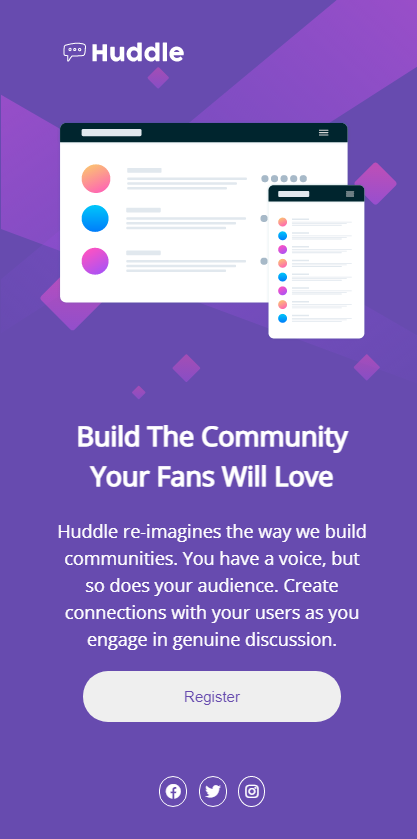 Huddle
Build The Community
Your Fans Will Love
Huddle re-imagines the way we build
communities. You have a voice, but
so does your audience. Create
connections with your users as you
engage in genuine discussion.
Register